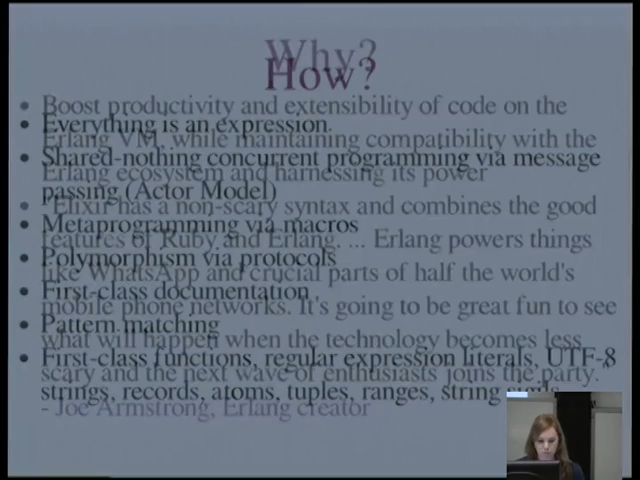 Why?
How?
• Boost productivity and extensibility of code on the
Erlang VM, while maintaining compatibility with the
Erlang ecosystem and harnessing its power
• "Elixir has a non-scary syntax and combines the good
features of Ruby and Erlang. ... Erlang powers things
like WhatsApp and crucial parts of half the world's
mobile phone networks. It's going to be great fun to see
what will happen when the technology becomes less
scary and the next wave of enthusiasts joins the party."
- Joe Armstrong, Erlang creator
• Everything is an expression
• Shared-nothing concurrent programming via message
passing (Actor Model)
• Metaprogramming via macros
• Polymorphism via protocols
• First-class documentation
• Pattern matching
• First-class functions, regular expression literals, UTF-8
strings, records, atoms, tuples, ranges, string sigils